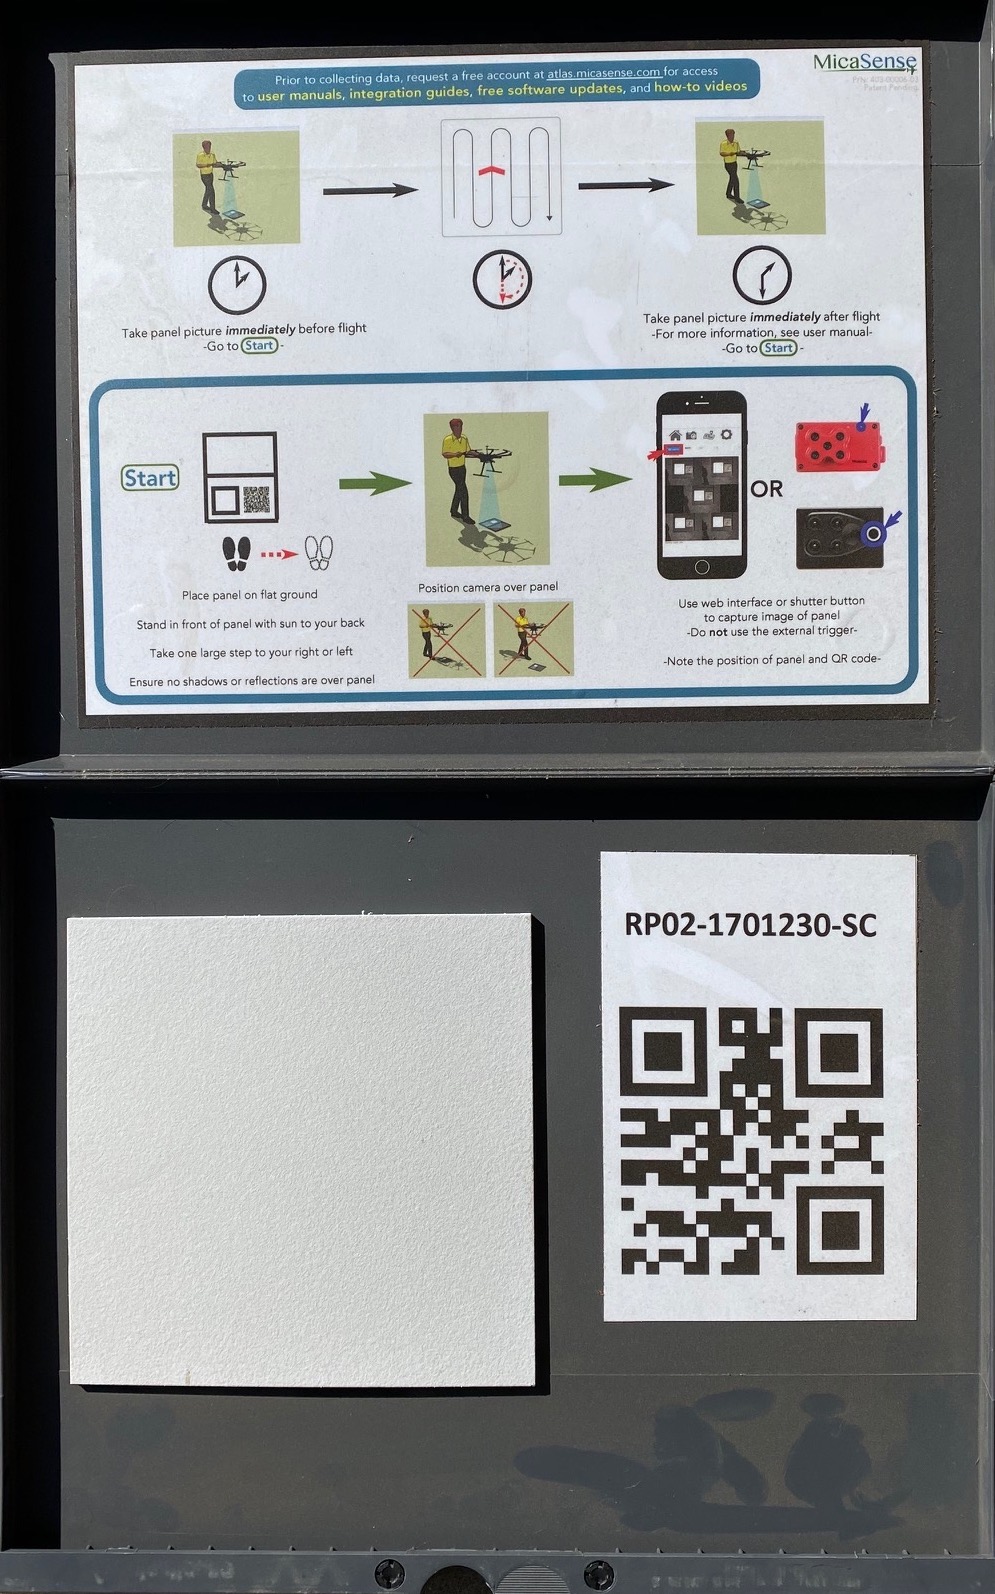 MicaSense
Prior to collecting data, request a free account at atlas.micasense.com for access
to user manuals, integration guides, free software updates, and how-to videos
Patent Pending
Take panel picture immediately before flight
-Go to Start -
Take panel picture immediately after flight
-For more information, see user manual-
-Go to Start -
Start
OR
Place panel on flat ground
Stand in front of panel with sun to your back
Take one large step to your right or left
Ensure no shadows or reflections are over panel
Position camera over panel
Use web interface or shutter button
to capture image of panel
-Do not use the external trigger-
-Note the position of panel and QR code-
RP02-1701230-SC